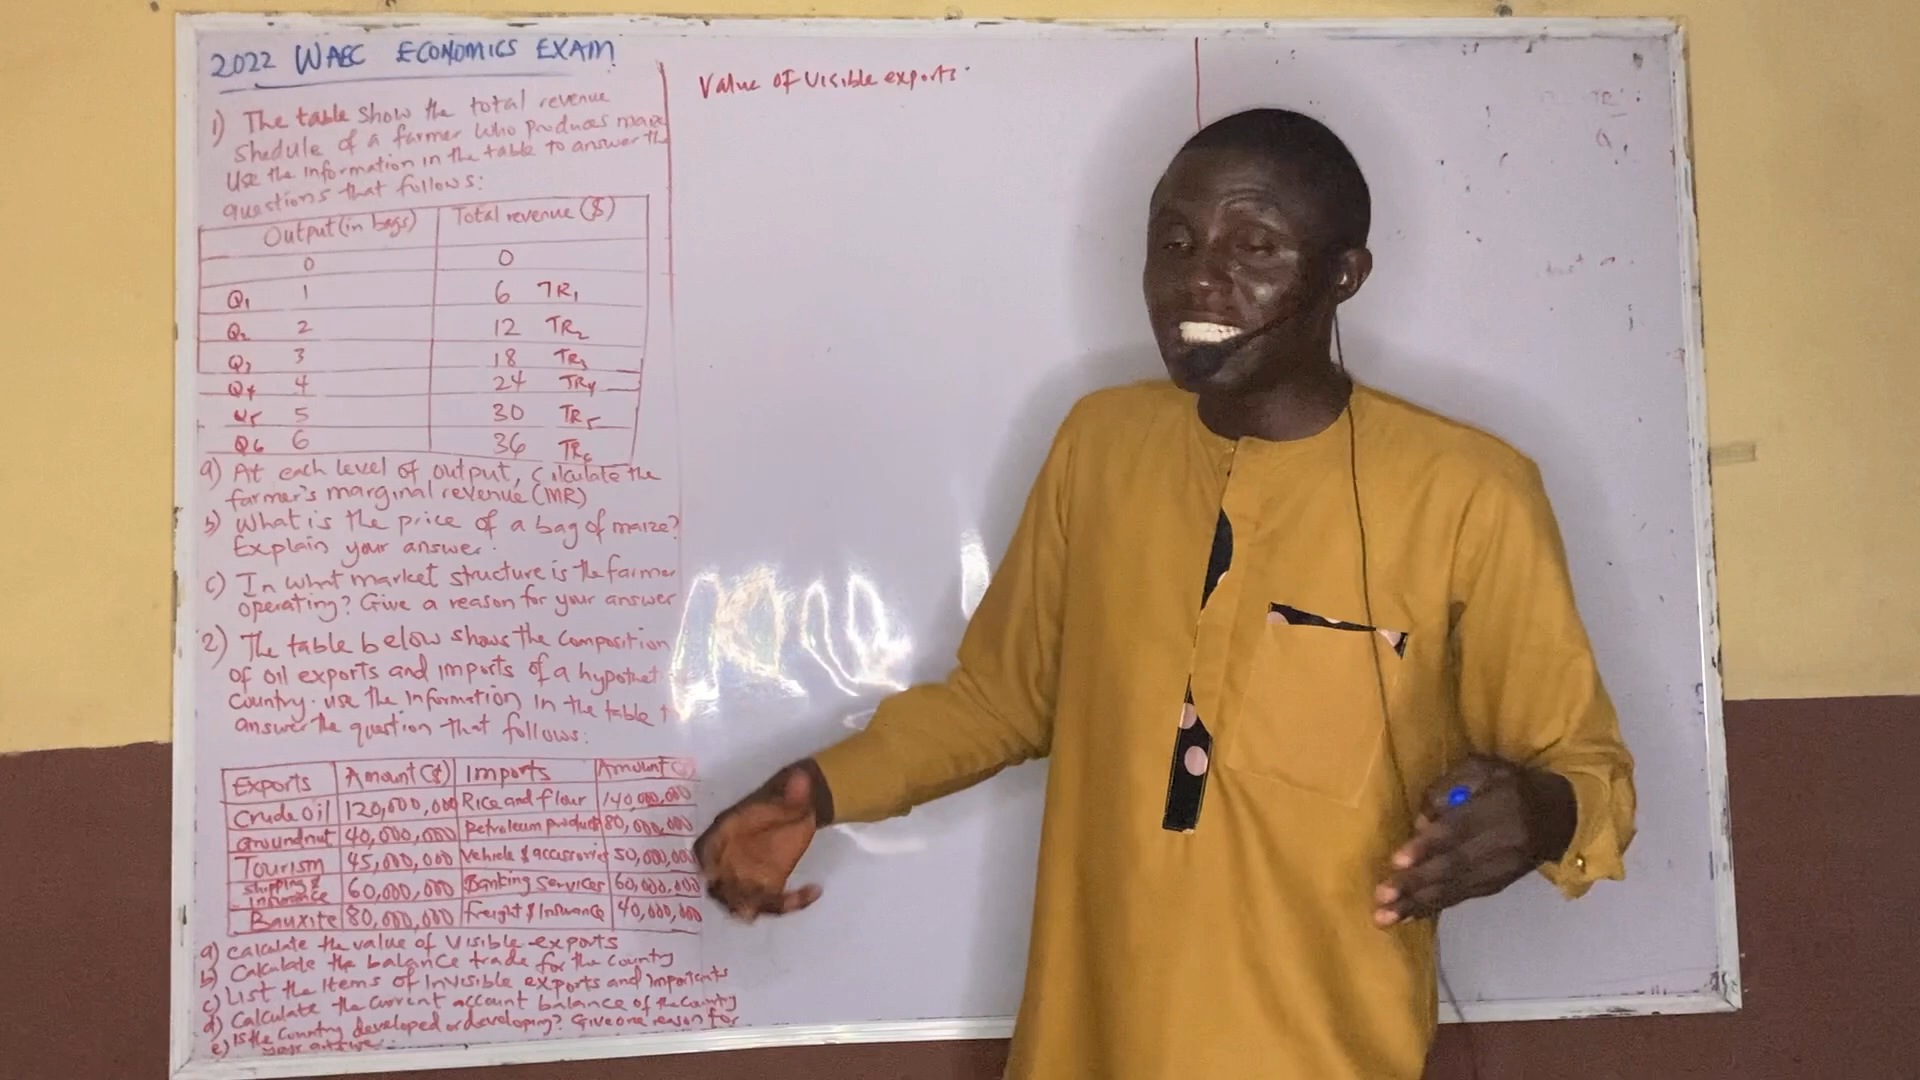 2022 WAEC ECONOMICS EXAM
1) The table show the total revenue
shedule of a farmer who produces maize
Use the information in the table to answer the
questions that follows:
Output (in bags) Total revenue ($)
0 0
Q1 1 6 TR1
Q2 2 12 TR2
Q3 3 18 TR3
Q4 4 24 TR4
Q5 5 30 TR5
Q6 6 36 TR6
a) At each level of output, calculate the
farmer's marginal revenue (MR)
b) What is the price of a bag of maize?
Explain your answer.
c) In what market structure is the farmer
operating? Give a reason for your answer
2) The table below shows the composition
of oil exports and imports of a hypothet
Country. use the information in the table t
answer the question that follows:
Exports Amount ($) Imports Amount ($)
Crude oil 120,000,000 Rice and flour 140,000,000
Groundnut 40,000,000 Petroleum product 80,000,000
Tourism 45,000,000 Vehicle & accessories 50,000,000
Shipping & insurance 60,000,000 Banking services 60,000,000
Bauxite 80,000,000 freight & Insurance 40,000,000
a) Calculate the value of visible exports
b) Calculate the balance trade for the country
c) List the items of invisible exports and
d) Calculate the current account balance of the country
e) Is the country developed or developing? Give one reason for
your answer.
Value of visible exports.
TR
Q